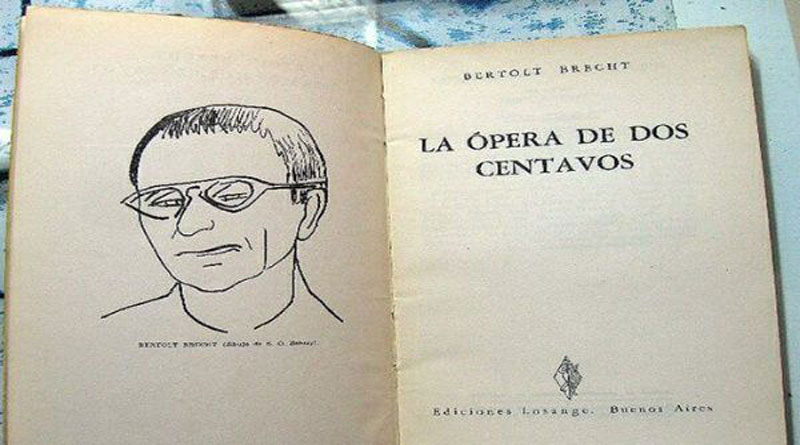 BERTOLT BRECHT (dibujo de
BERTOLT BRECHT
LA ÓPERA DE DOS
CENTAVOS
Ediciones Losange. Buenos Aires